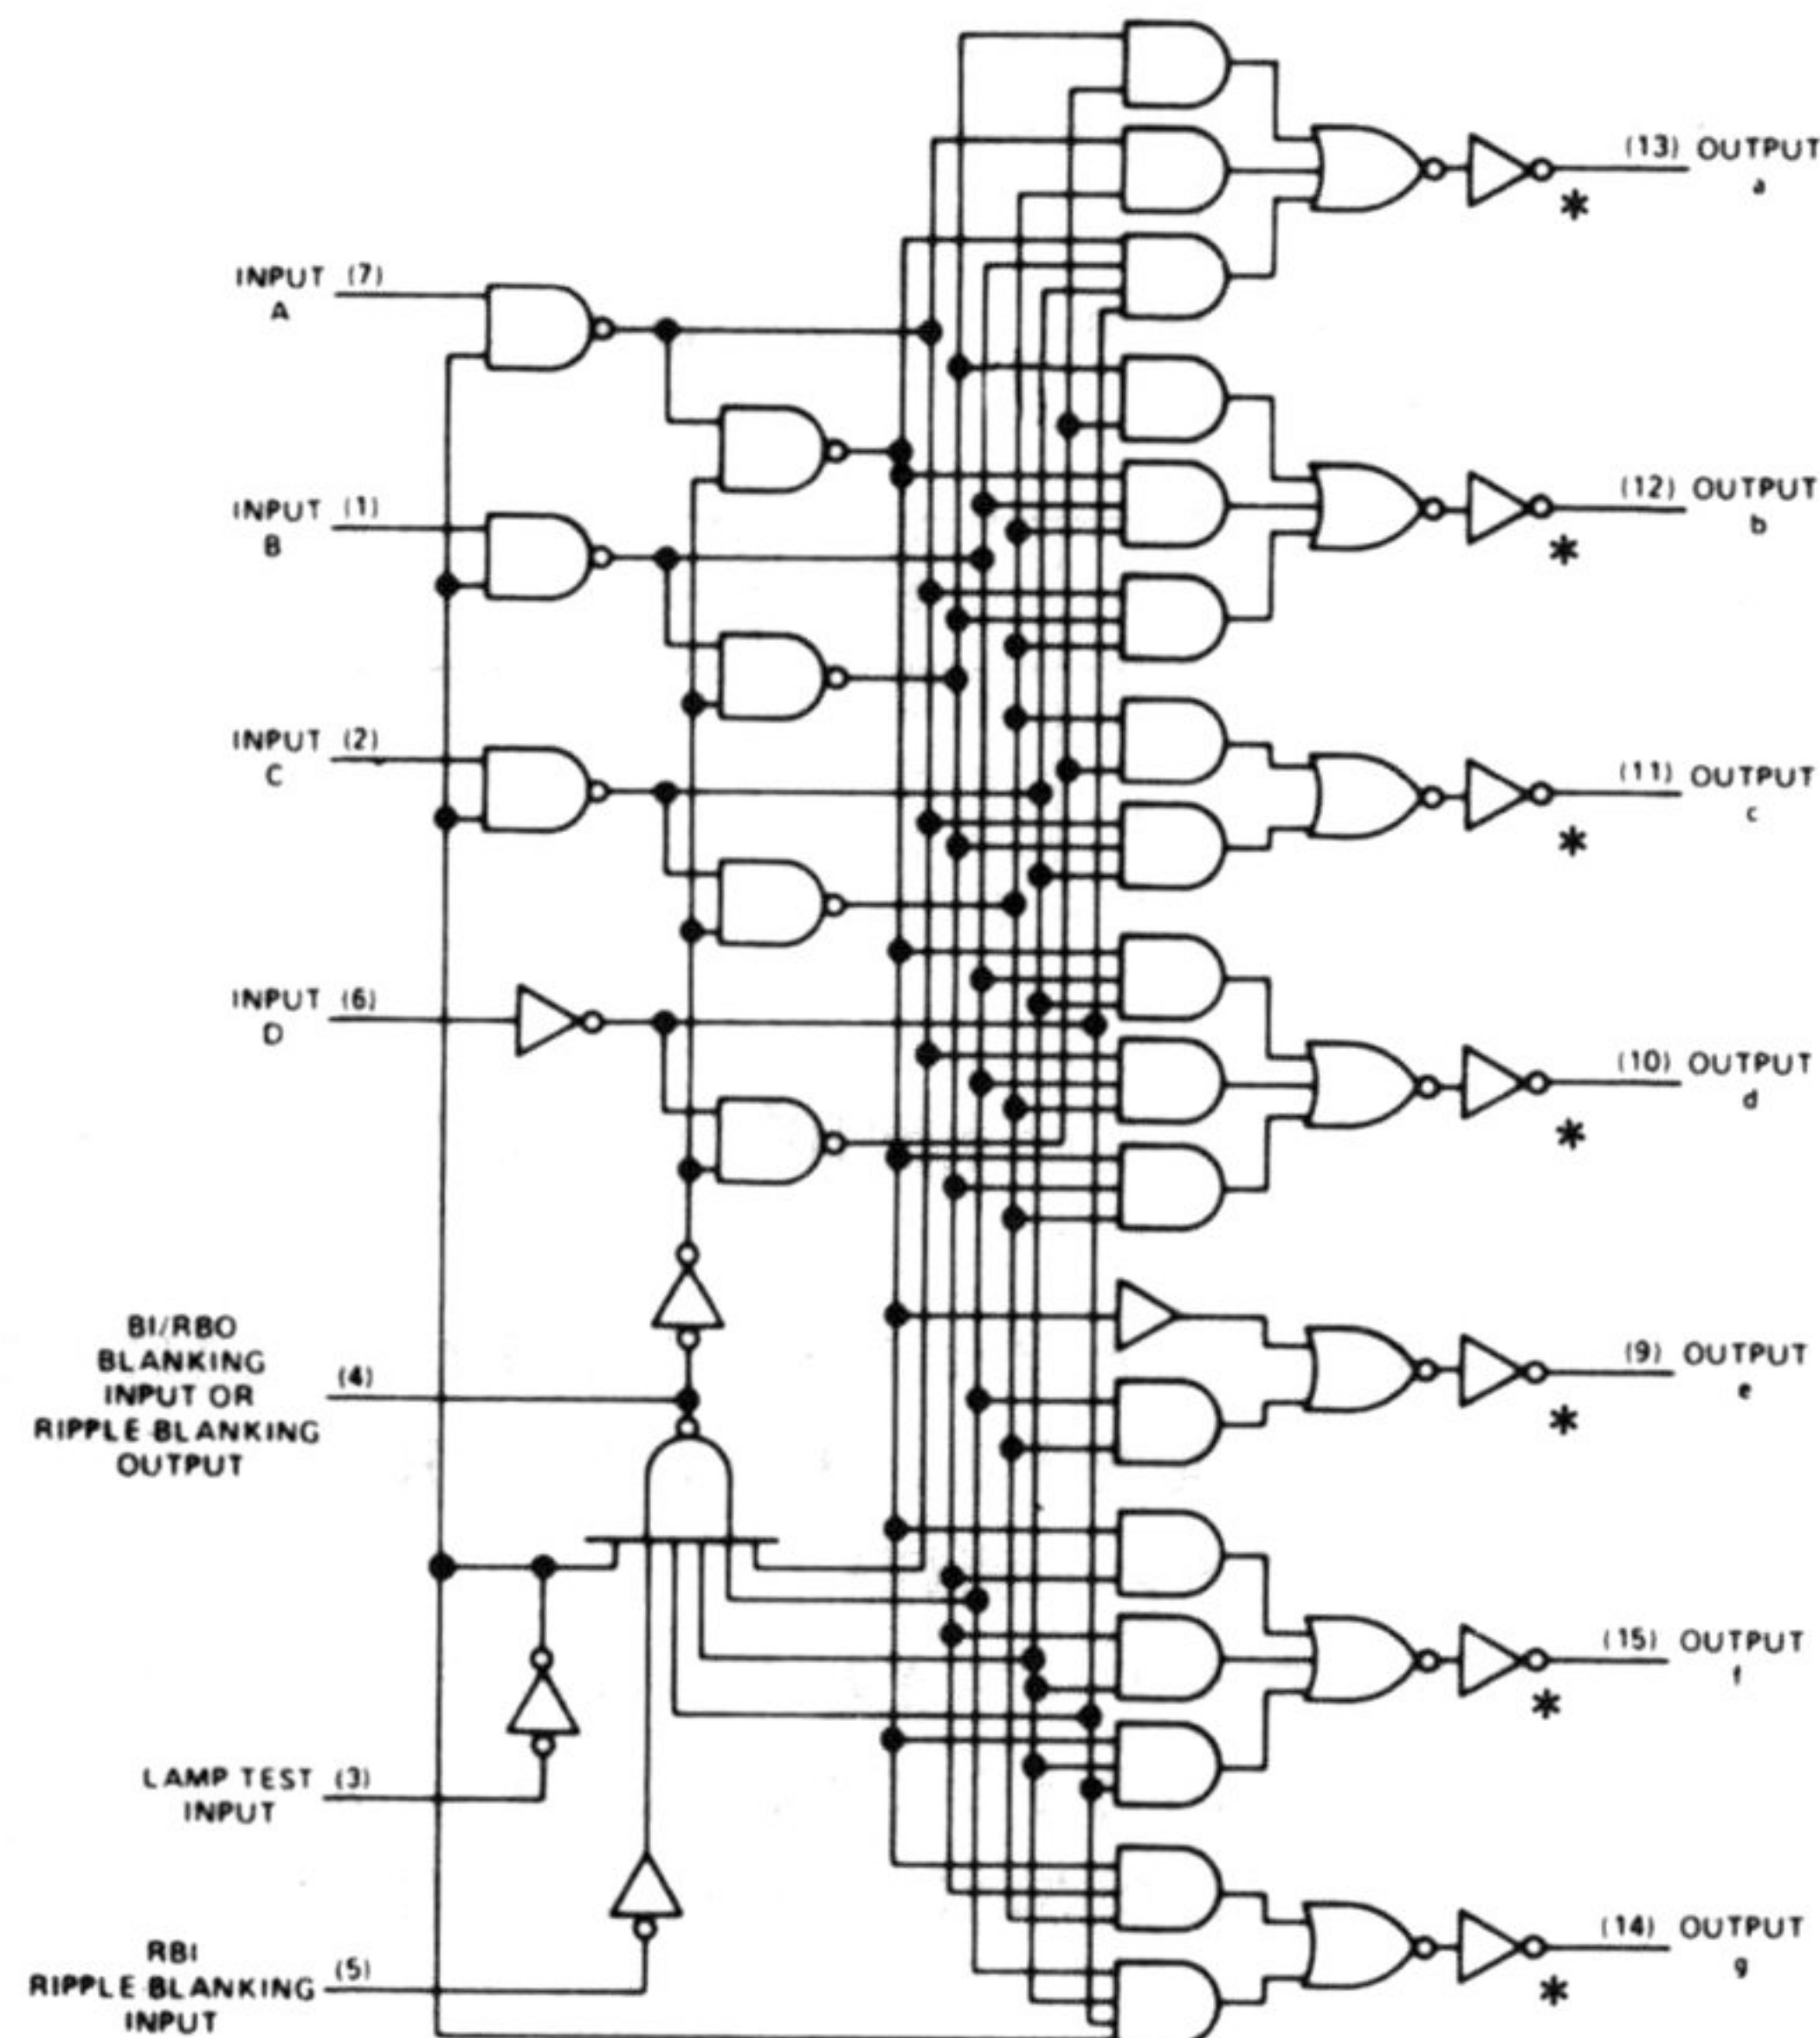 (13) OUTPUT
a
*
INPUT (7)
A
INPUT (1)
B
(12) OUTPUT
b
*
INPUT (2)
C
(11) OUTPUT
c
*
INPUT (6)
D
(10) OUTPUT
d
*
BI/RBO
BLANKING
INPUT OR
RIPPLE-BLANKING
OUTPUT
(4)
(9) OUTPUT
e
*
(15) OUTPUT
f
*
LAMP TEST (3)
INPUT
RBI
RIPPLE-BLANKING
INPUT
(5)
(14) OUTPUT
g
*